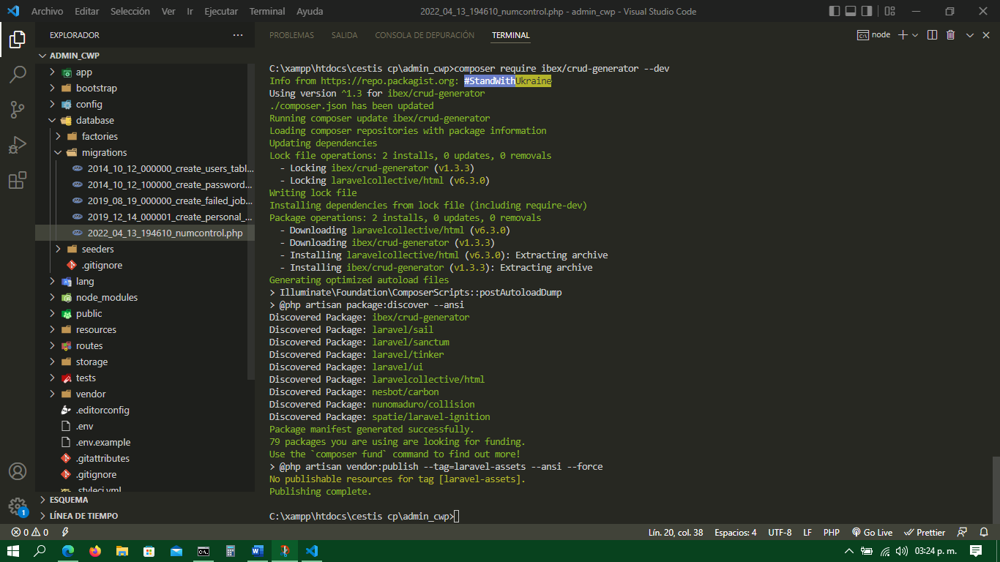 Archivo Editar Selección Ver Ir Ejecutar Terminal Ayuda
2022_04_13_194610_numcontrol.php - admin_cwp - Visual Studio Code
EXPLORADOR
ADMIN_CWP
app
bootstrap
config
database
factories
migrations
2014_10_12_000000_create_users_tabl...
2014_10_12_100000_create_password...
2019_08_19_000000_create_failed_job...
2019_12_14_000001_create_personal_...
2022_04_13_194610_numcontrol.php
seeders
.gitignore
lang
node_modules
public
resources
routes
storage
tests
vendor
.editorconfig
.env
.env.example
.gitattributes
.gitignore
.styleci.yml
ESQUEMA
LÍNEA DE TIEMPO
1
PROBLEMAS SALIDA CONSOLA DE DEPURACIÓN TERMINAL
node
C:\xampp\htdocs\cestis cp\admin_cwp>composer require ibex/crud-generator --dev
Info from https://repo.packagist.org: #StandWithUkraine
Using version ^1.3 for ibex/crud-generator
./composer.json has been updated
Running composer update ibex/crud-generator
Loading composer repositories with package information
Updating dependencies
Lock file operations: 2 installs, 0 updates, 0 removals
- Locking ibex/crud-generator (v1.3.3)
- Locking laravelcollective/html (v6.3.0)
Writing lock file
Installing dependencies from lock file (including require-dev)
Package operations: 2 installs, 0 updates, 0 removals
- Downloading laravelcollective/html (v6.3.0)
- Downloading ibex/crud-generator (v1.3.3)
- Installing laravelcollective/html (v6.3.0): Extracting archive
- Installing ibex/crud-generator (v1.3.3): Extracting archive
Generating optimized autoload files
> Illuminate\Foundation\ComposerScripts::postAutoloadDump
> @php artisan package:discover --ansi
Discovered Package: ibex/crud-generator
Discovered Package: laravel/sail
Discovered Package: laravel/sanctum
Discovered Package: laravel/tinker
Discovered Package: laravel/ui
Discovered Package: laravelcollective/html
Discovered Package: nesbot/carbon
Discovered Package: nunomaduro/collision
Discovered Package: spatie/laravel-ignition
Package manifest generated successfully.
79 packages you are using are looking for funding.
Use the `composer fund` command to find out more!
> @php artisan vendor:publish --tag=laravel-assets --ansi --force
No publishable resources for tag [laravel-assets].
Publishing complete.
C:\xampp\htdocs\cestis cp\admin_cwp>
0 0 Lín. 20, col. 38 Espacios: 4 UTF-8 LF PHP Go Live Prettier
03:24 p. m.